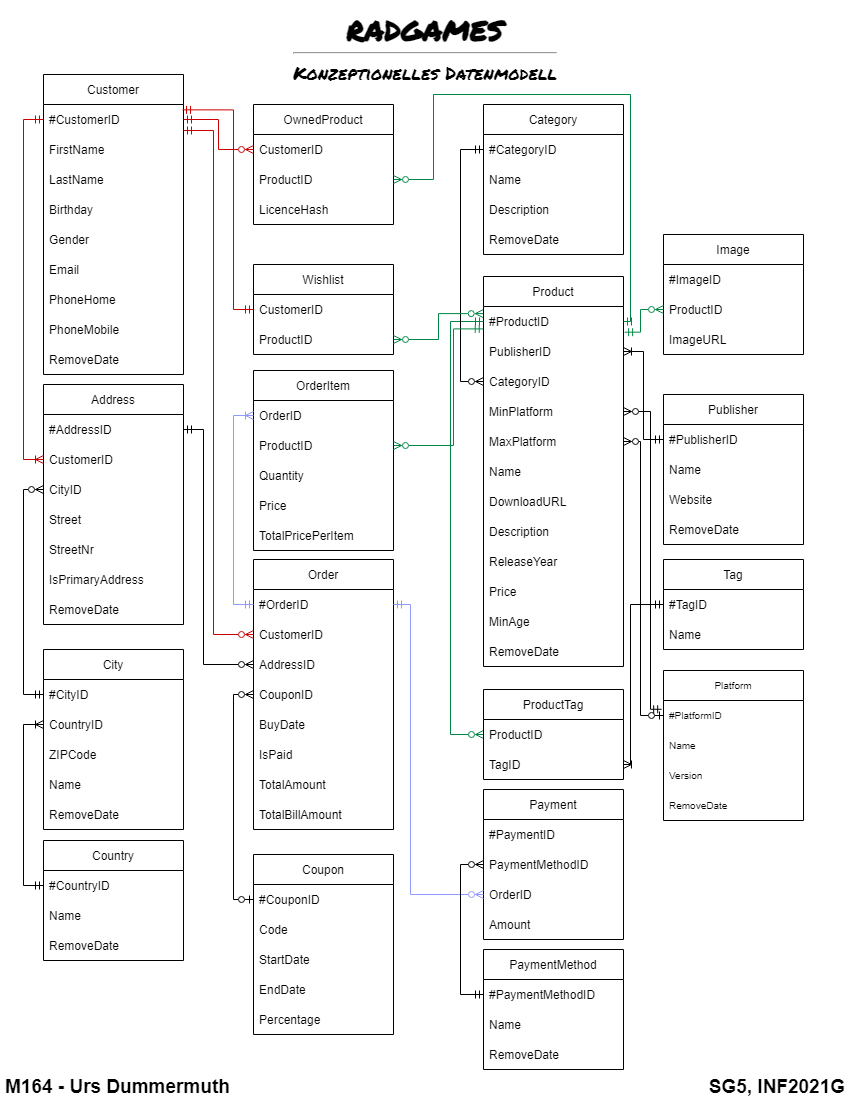 RADGAMES
Konzeptionelles Datenmodell
Customer
#CustomerID
FirstName
LastName
Birthday
Gender
Email
PhoneHome
PhoneMobile
RemoveDate
Address
#AddressID
CustomerID
CityID
Street
StreetNr
IsPrimaryAddress
RemoveDate
City
#CityID
CountryID
ZIPCode
Name
RemoveDate
Country
#CountryID
Name
RemoveDate
OwnedProduct
CustomerID
ProductID
LicenceHash
Wishlist
CustomerID
ProductID
OrderItem
OrderID
ProductID
Quantity
Price
TotalPricePerItem
Order
#OrderID
CustomerID
AddressID
CouponID
BuyDate
IsPaid
TotalAmount
TotalBillAmount
Coupon
#CouponID
Code
StartDate
EndDate
Percentage
Category
#CategoryID
Name
Description
RemoveDate
Product
#ProductID
PublisherID
CategoryID
MinPlatform
MaxPlatform
Name
DownloadURL
Description
ReleaseYear
Price
MinAge
RemoveDate
ProductTag
ProductID
TagID
Payment
#PaymentID
PaymentMethodID
OrderID
Amount
PaymentMethod
#PaymentMethodID
Name
RemoveDate
Image
#ImageID
ProductID
ImageURL
Publisher
#PublisherID
Name
Website
RemoveDate
Tag
#TagID
Name
Platform
#PlatformID
Name
Version
RemoveDate
M164 - Urs Dummermuth
SG5, INF2021G